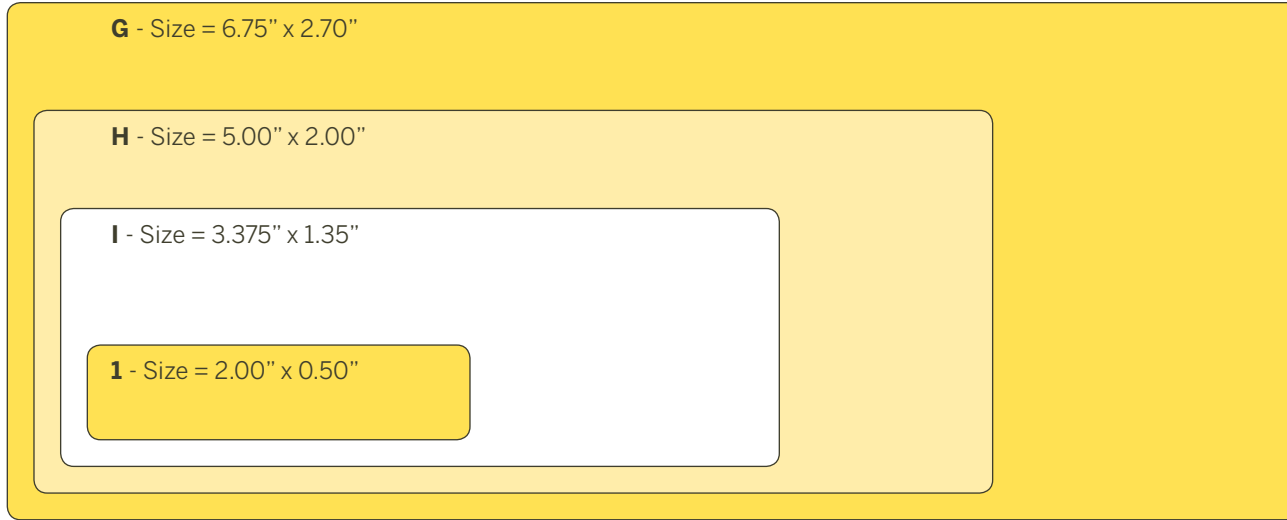 G - Size = 6.75” x 2.70”
H - Size = 5.00” x 2.00”
I - Size = 3.375” x 1.35”
1 - Size = 2.00” x 0.50”